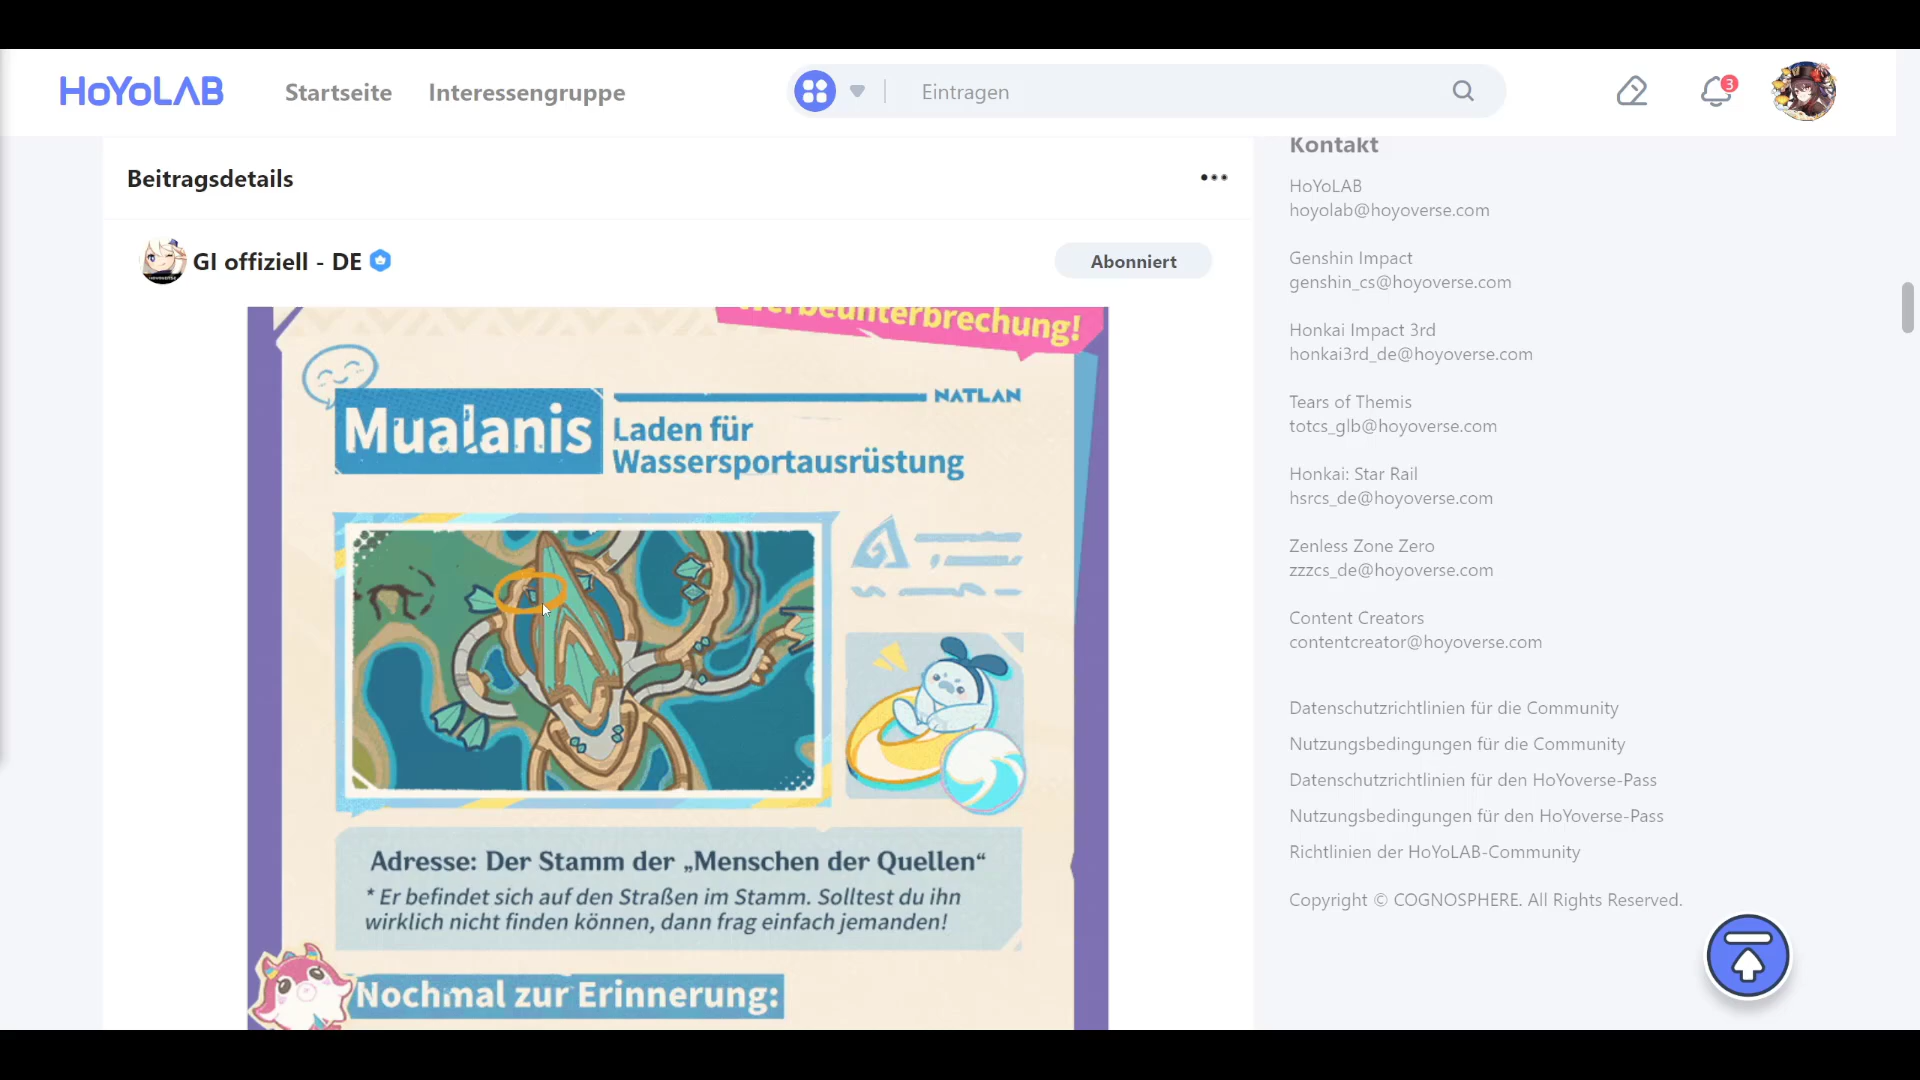 HoYoLAB
Startseite
Interessengruppe
Eintragen
3
Beitragsdetails
GI offiziell - DE
Abonniert
Werbeunterbrechung!
Mualanis
NATLAN
Laden für
Wassersportausrüstung
Adresse: Der Stamm der „Menschen der Quellen“
* Er befindet sich auf den Straßen im Stamm. Solltest du ihn
wirklich nicht finden können, dann frag einfach jemanden!
Nochmal zur Erinnerung:
Kontakt
HoYoLAB
hoyolab@hoyoverse.com
Genshin Impact
genshin_cs@hoyoverse.com
Honkai Impact 3rd
honkai3rd_de@hoyoverse.com
Tears of Themis
totcs_glb@hoyoverse.com
Honkai: Star Rail
hsrcs_de@hoyoverse.com
Zenless Zone Zero
zzzcs_de@hoyoverse.com
Content Creators
contentcreator@hoyoverse.com
Datenschutzrichtlinien für die Community
Nutzungsbedingungen für die Community
Datenschutzrichtlinien für den HoYoverse-Pass
Nutzungsbedingungen für den HoYoverse-Pass
Richtlinien der HoYoLAB-Community
Copyright © COGNOSPHERE. All Rights Reserved.